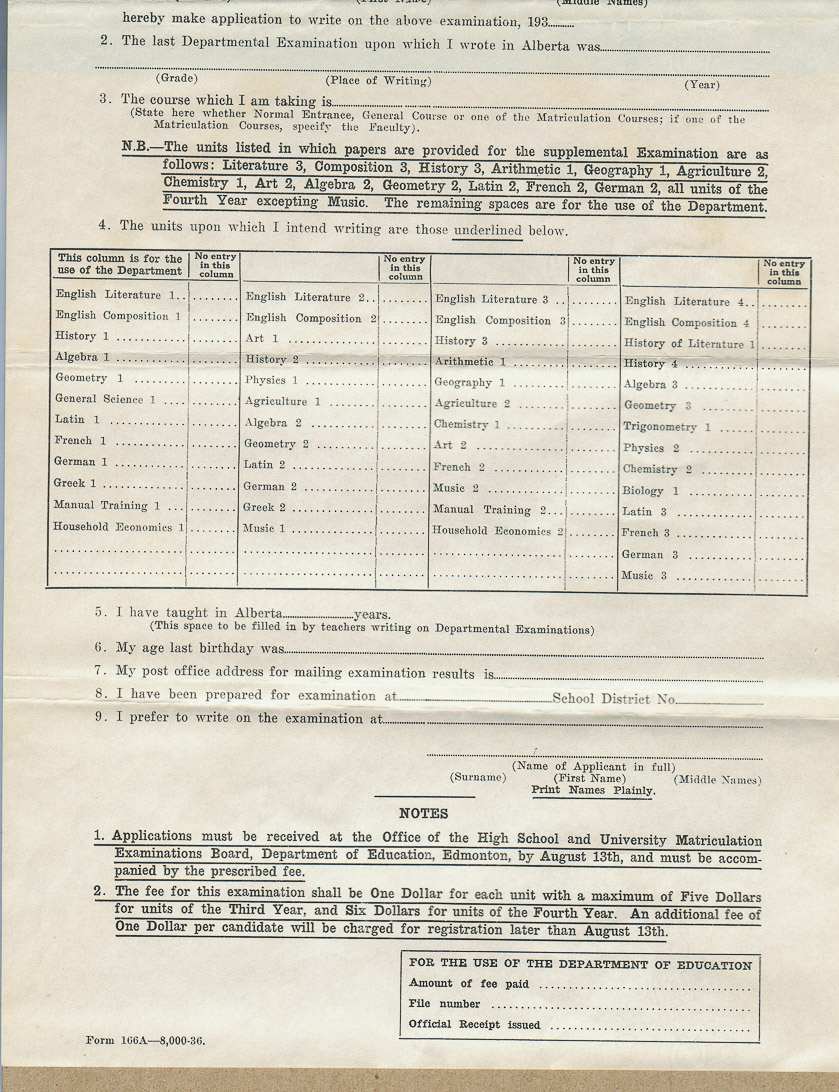 hereby make application to write on the above examination, 193..........
2. The last Departmental Examination upon which I wrote in Alberta was
(Grade) (Place of Writing) (Year)
3. The course which I am taking is
(State here whether Normal Entrance, General Course or one of the Matriculation Courses; if one of the
Matriculation Courses, specify the Faculty).
N.B.—The units listed in which papers are provided for the supplemental Examination are as
follows: Literature 3, Composition 3, History 3, Arithmetic 1, Geography 1, Agriculture 2,
Chemistry 1, Art 2, Algebra 2, Geometry 2, Latin 2, French 2, German 2, all units of the
Fourth Year excepting Music. The remaining spaces are for the use of the Department.
4. The units upon which I intend writing are those underlined below.
This column is for the
use of the Department
No entry
in this
column
English Literature 1
English Composition 1
History 1
Algebra 1
Geometry 1
General Science 1
Latin 1
French 1
German 1
Greek 1
Manual Training 1
Household Economics 1
No entry
in this
column
English Literature 2
English Composition 2
Art 1
History 2
Physics 1
Agriculture 1
Algebra 2
Geometry 2
Latin 2
German 2
Greek 2
Music 1
No entry
in this
column
English Literature 3
English Composition 3
History 3
Arithmetic 1
Geography 1
Agriculture 2
Chemistry 1
Art 2
French 2
Music 2
Manual Training 2
Household Economics 2
No entry
in this
column
English Literature 4
English Composition 4
History of Literature 1
History 4
Algebra 3
Geometry 3
Trigonometry 1
Physics 2
Chemistry 2
Biology 1
Latin 3
French 3
German 3
Music 3
5. I have taught in Alberta....................years.
(This space to be filled in by teachers writing on Departmental Examinations)
6. My age last birthday was
7. My post office address for mailing examination results is
8. I have been prepared for examination at....................School District No.
9. I prefer to write on the examination at
(Name of Applicant in full)
(Surname) (First Name) (Middle Names)
Print Names Plainly.
NOTES
1. Applications must be received at the Office of the High School and University Matriculation
Examinations Board, Department of Education, Edmonton, by August 13th, and must be accom-
panied by the prescribed fee.
2. The fee for this examination shall be One Dollar for each unit with a maximum of Five Dollars
for units of the Third Year, and Six Dollars for units of the Fourth Year. An additional fee of
One Dollar per candidate will be charged for registration later than August 13th.
FOR THE USE OF THE DEPARTMENT OF EDUCATION
Amount of fee paid
File number
Official Receipt issued
Form 166A—8,000-36.